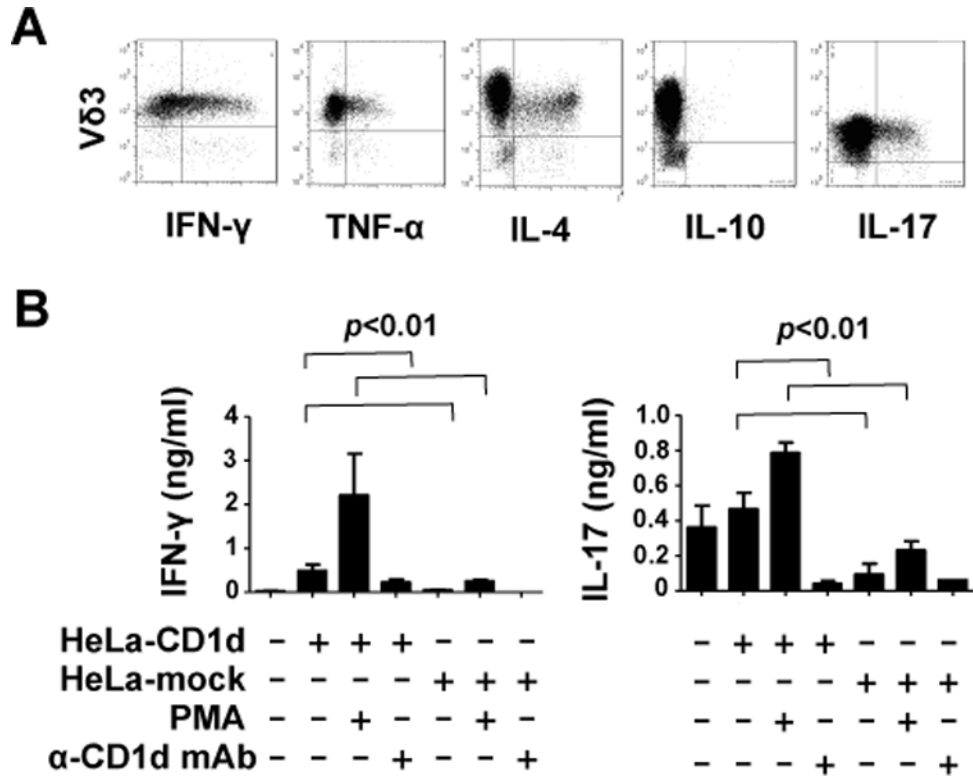 A
Vδ3
IFN-γ TNF-α IL-4 IL-10 IL-17
B
p<0.01 p<0.01
IFN-γ (ng/ml)
4
3
2
1
0
IL-17 (ng/ml)
1.0
0.8
0.6
0.4
0.2
0
HeLa-CD1d - + + + - - - - + + + - - -
HeLa-mock - - - - + + + - - - - + + +
PMA - - + - - + - - - + - - + -
α-CD1d mAb - - - + - - + - - - + - - +